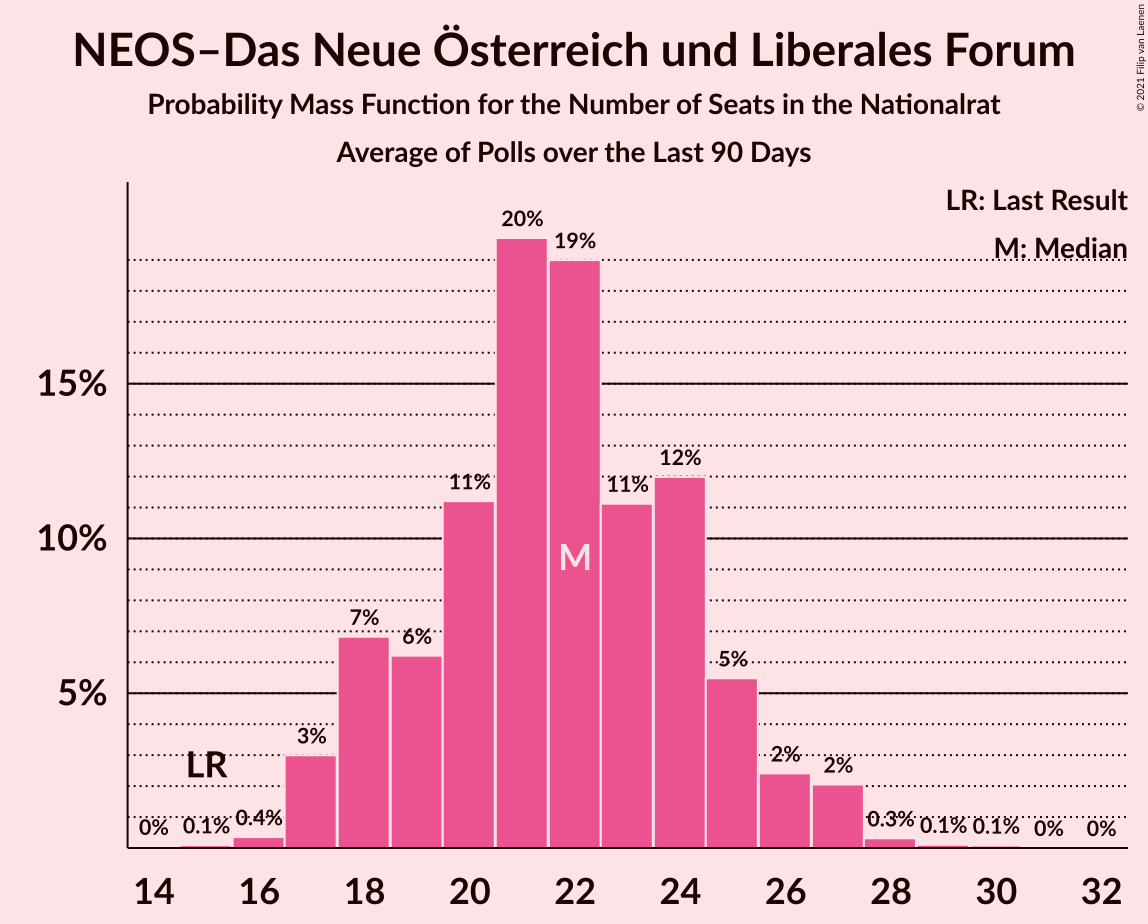 NEOS–Das Neue Österreich und Liberales Forum
Probability Mass Function for the Number of Seats in the Nationalrat
Average of Polls over the Last 90 Days
© 2021 Filip van Laenen
LR: Last Result
M: Median
20%
19%
15%
12%
11%
11%
10%
M
7%
6%
5%
5%
3%
LR
2%
2%
0%
0.1%
0.4%
0.3%
0.1%
0.1%
0%
0%
14 16 18 20 22 24 26 28 30 32